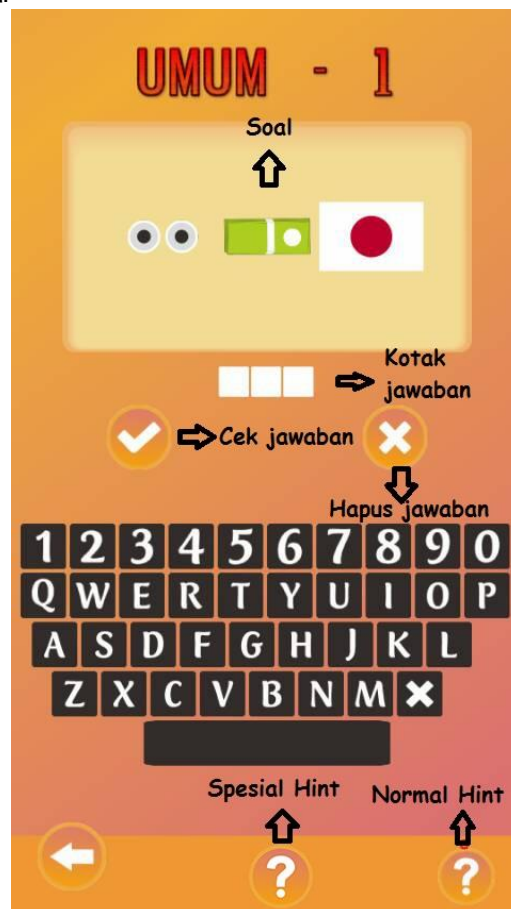 UMUM - 1
Soal
Kotak
jawaban
Cek jawaban
Hapus jawaban
1 2 3 4 5 6 7 8 9 0
Q W E R T Y U I O P
A S D F G H J K L
Z X C V B N M
Spesial Hint
Normal Hint
? ?